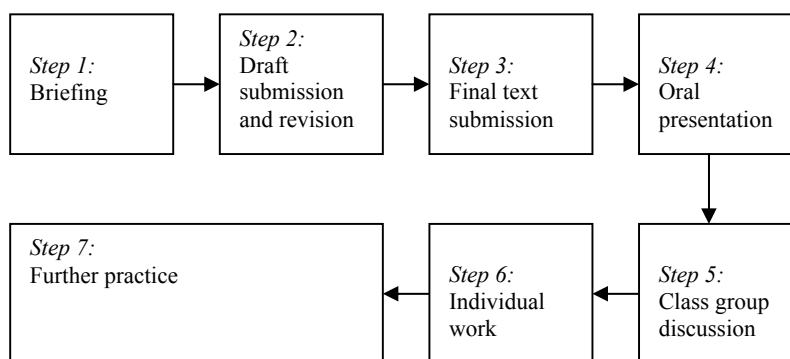 Step 1:
Briefing
Step 2:
Draft
submission
and revision
Step 3:
Final text
submission
Step 4:
Oral
presentation
Step 5:
Class group
discussion
Step 6:
Individual
work
Step 7:
Further practice